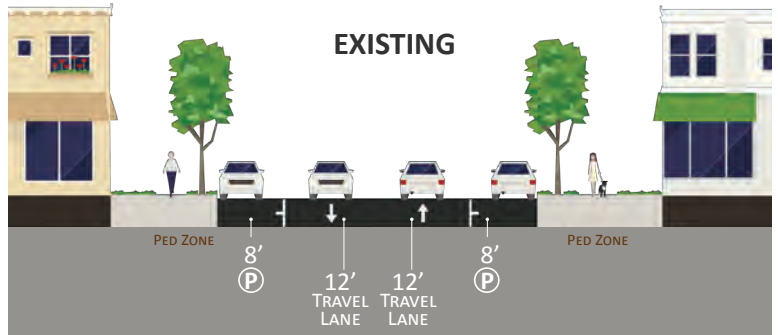 EXISTING
PED ZONE
PED ZONE
8’
P
12’
TRAVEL
LANE
12’
TRAVEL
LANE
8’
P